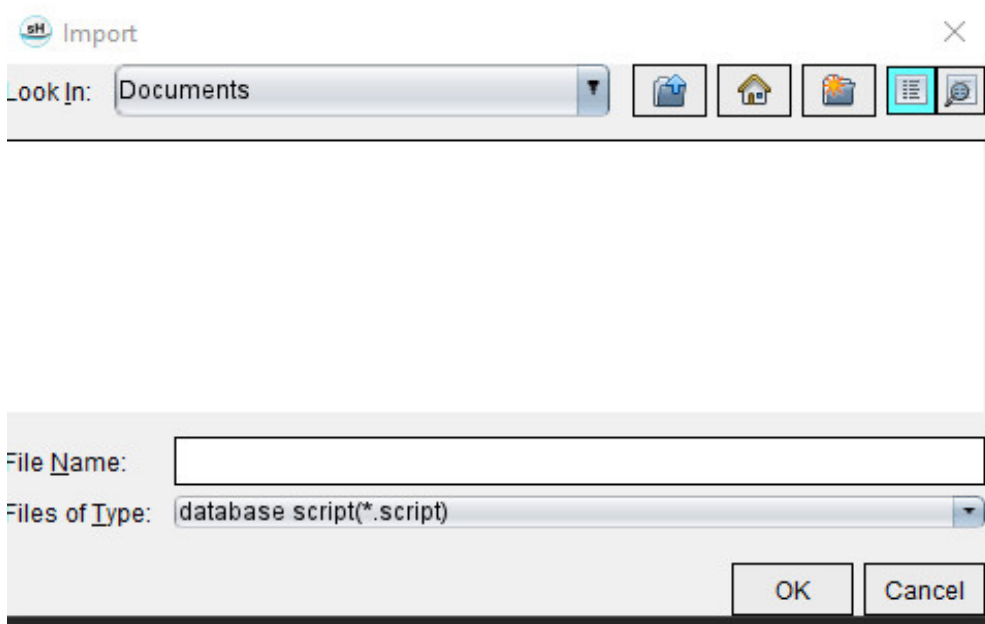 sH Import
Look In: Documents
File Name:
Files of Type: database script(*.script)
OK Cancel